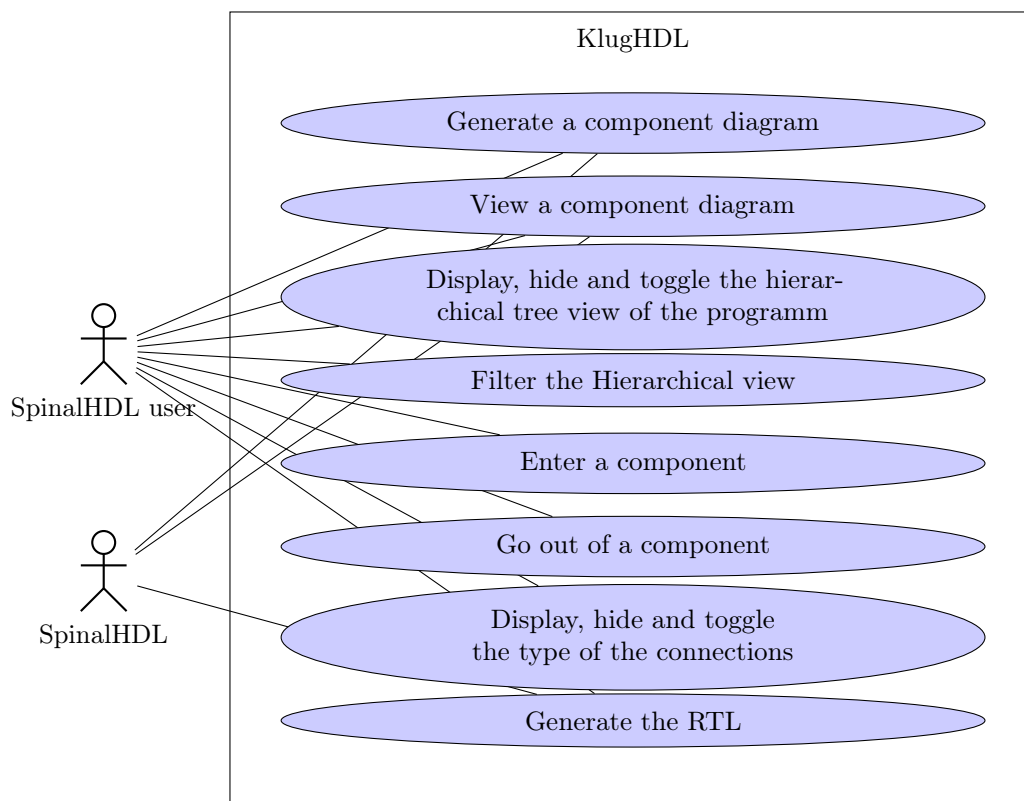 KlugHDL
Generate a component diagram
View a component diagram
Display, hide and toggle the hierar-
chical tree view of the programm
Filter the Hierarchical view
SpinalHDL user
Enter a component
Go out of a component
Display, hide and toggle
the type of the connections
SpinalHDL
Generate the RTL